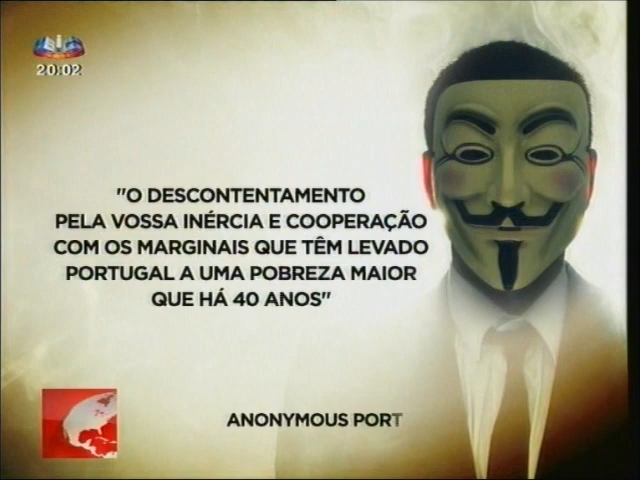 SIC
20:02
"O DESCONTENTAMENTO
PELA VOSSA INÉRCIA E COOPERAÇÃO
COM OS MARGINAIS QUE TÊM LEVADO
PORTUGAL A UMA POBREZA MAIOR
QUE HÁ 40 ANOS"
ANONYMOUS PORT